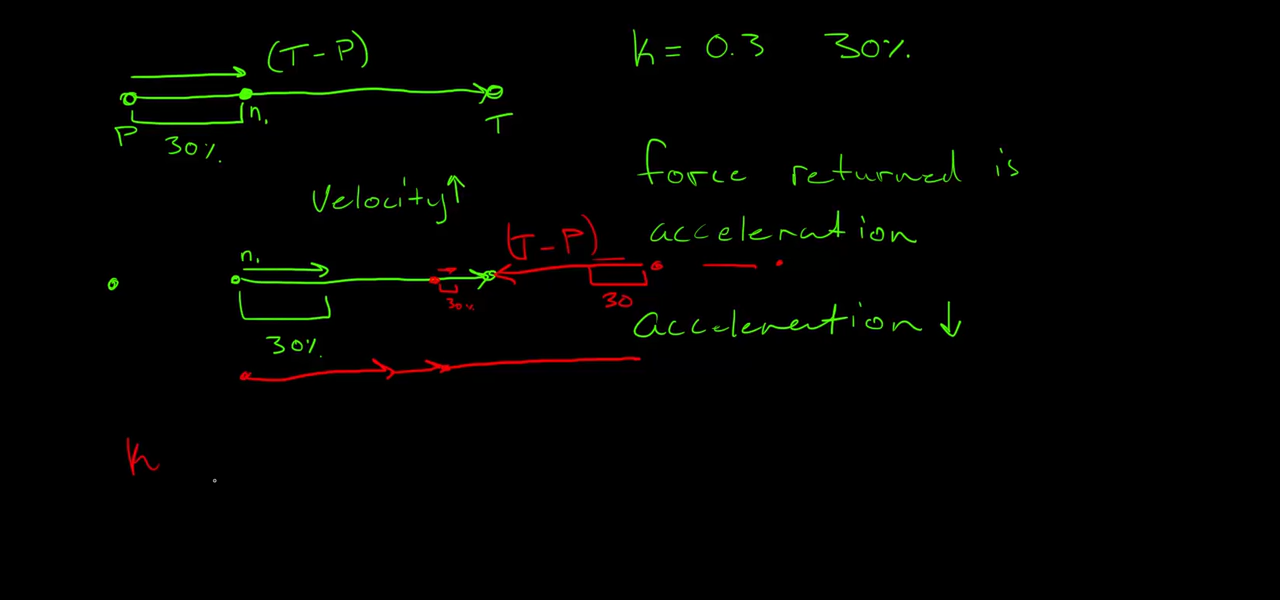 (T-P)
k = 0.3 30%
P 30% n. T
force returned is
Velocity↑
acceleration
n. (T-P)
30% 30
acceleration↓
30%
k